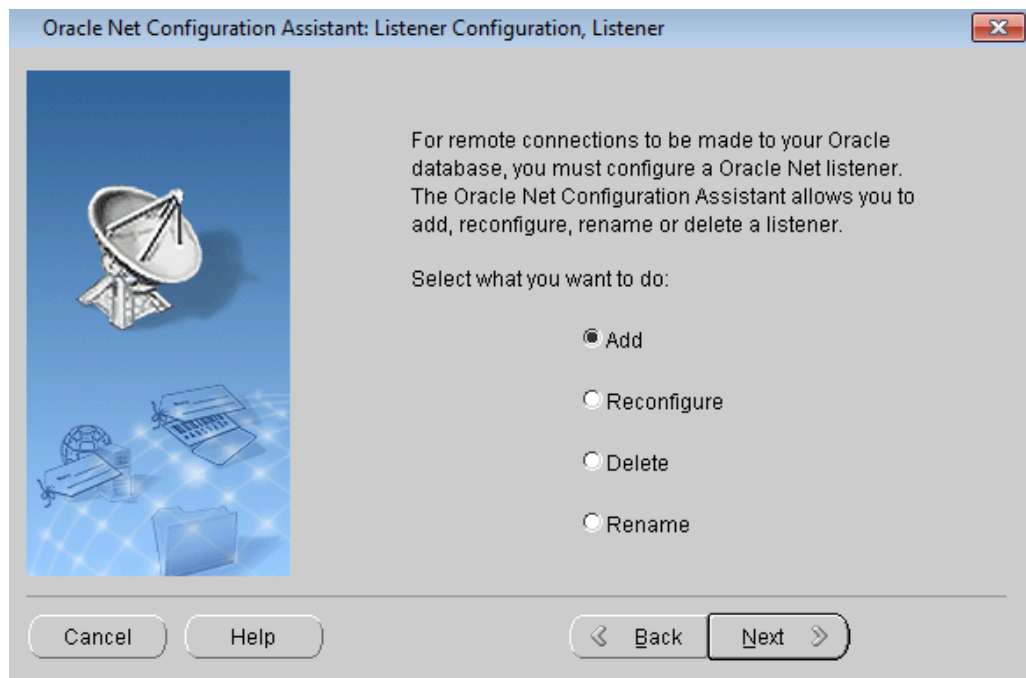 Oracle Net Configuration Assistant: Listener Configuration, Listener
For remote connections to be made to your Oracle
database, you must configure a Oracle Net listener.
The Oracle Net Configuration Assistant allows you to
add, reconfigure, rename or delete a listener.
Select what you want to do:
Add
Reconfigure
Delete
Rename
Cancel Help Back Next